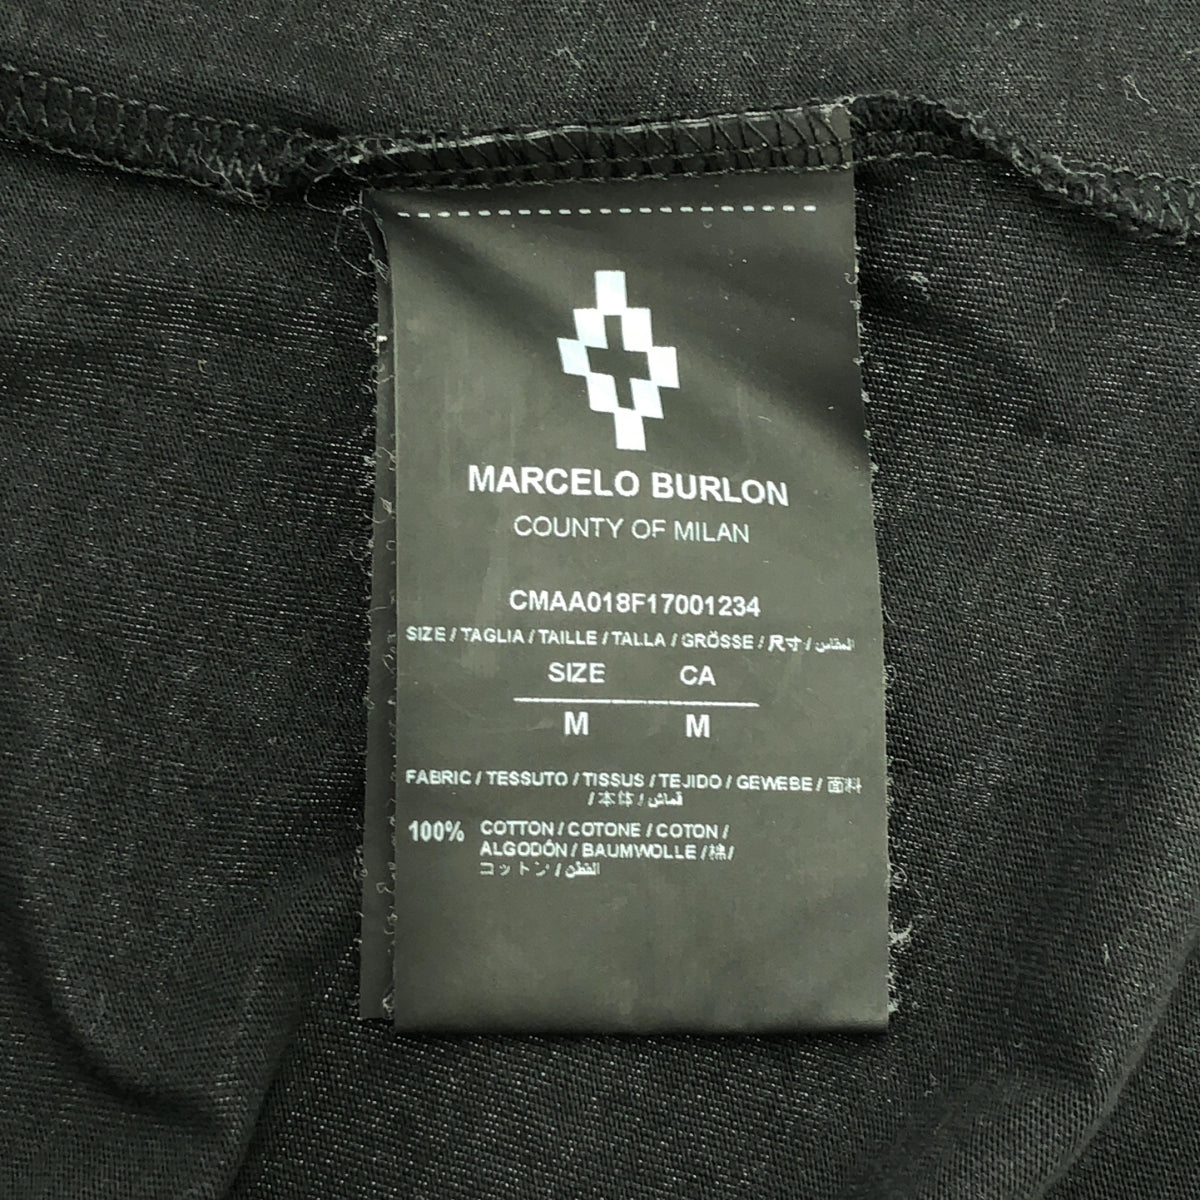 MARCELO BURLON
COUNTY OF MILAN
CMAA018F17001234
SIZE / TAGLIA / TAILLE / TALLA / GRÖSSE / 尺寸 / المقاس
SIZE CA
M M
FABRIC / TESSUTO / TISSUS / TEJIDO / GEWEBE / 面料
/ 本体 / قماش
100% COTTON / COTONE / COTON /
ALGODÓN / BAUMWOLLE / 棉 /
コットン / القطن